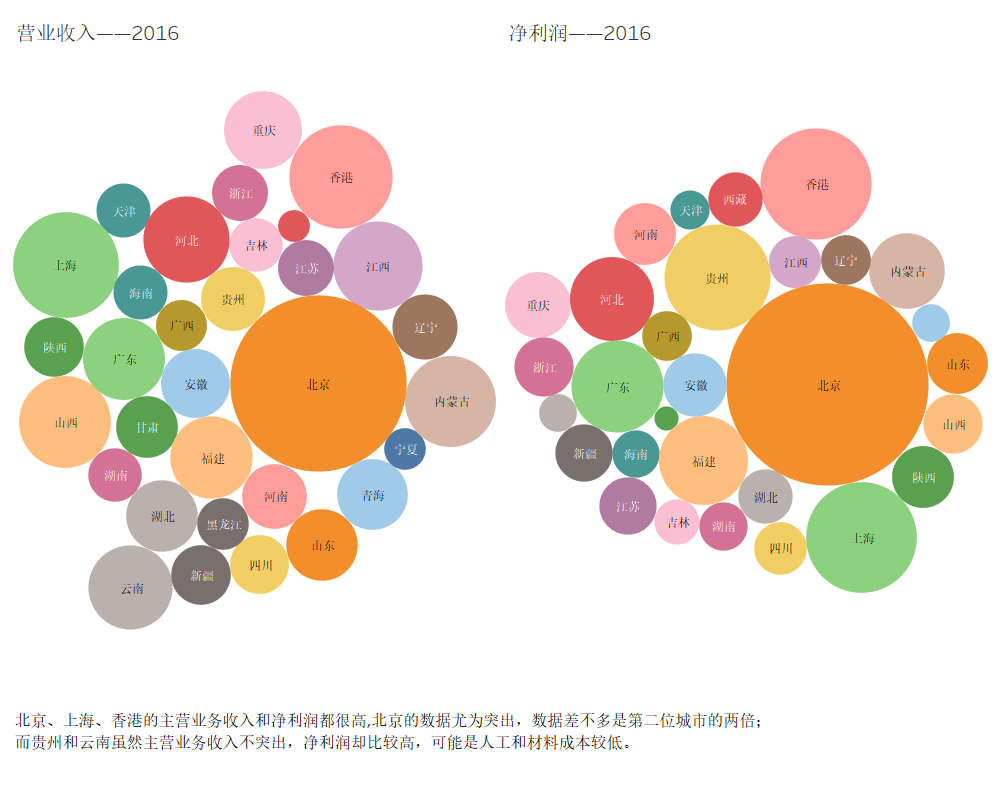 营业收入——2016
净利润——2016
重庆
香港
浙江
天津
河北
吉林
上海
江苏
江西
海南
贵州
广西
辽宁
陕西
广东
安徽
北京
内蒙古
山西
甘肃
宁夏
福建
湖南
河南
青海
湖北
黑龙江
山东
四川
新疆
云南
香港
西藏
天津
河南
江西
辽宁
内蒙古
贵州
河北
重庆
广西
山东
浙江
广东
安徽
北京
山西
新疆
海南
福建
陕西
湖北
江苏
吉林
湖南
上海
四川
北京、上海、香港的主营业务收入和净利润都很高,北京的数据尤为突出，数据差不多是第二位城市的两倍；
而贵州和云南虽然主营业务收入不突出，净利润却比较高，可能是人工和材料成本较低。